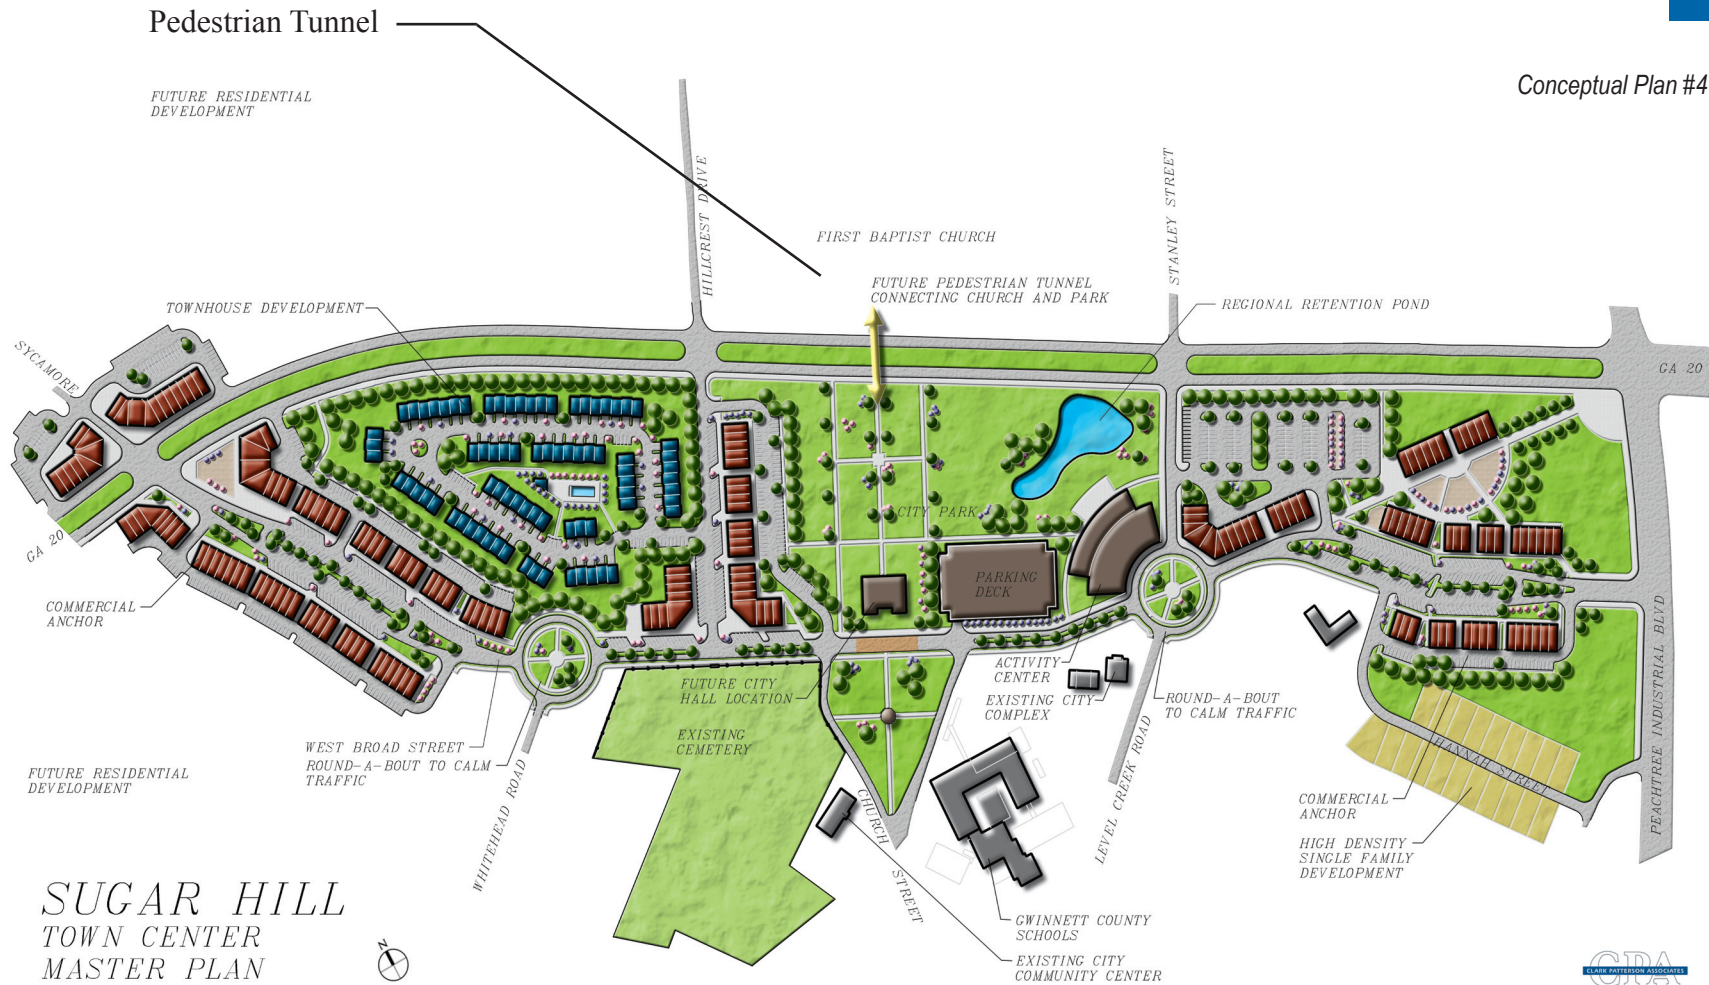 Pedestrian Tunnel
Conceptual Plan #4
FUTURE RESIDENTIAL
DEVELOPMENT
HILLCREST DRIVE
STANLEY STREET
FIRST BAPTIST CHURCH
FUTURE PEDESTRIAN TUNNEL
CONNECTING CHURCH AND PARK
TOWNHOUSE DEVELOPMENT
REGIONAL RETENTION POND
SYCAMORE
GA 20
CITY PARK
GA 20
PARKING
DECK
COMMERCIAL
ANCHOR
ACTIVITY
CENTER
EXISTING CITY
COMPLEX
FUTURE CITY
HALL LOCATION
ROUND-A-BOUT
TO CALM TRAFFIC
PEACHTREE INDUSTRIAL BLVD
EXISTING
CEMETERY
WEST BROAD STREET
ROUND-A-BOUT TO CALM
TRAFFIC
HANNAH STREET
FUTURE RESIDENTIAL
DEVELOPMENT
WHITEHEAD ROAD
CHURCH
STREET
LEVEL CREEK ROAD
COMMERCIAL
ANCHOR
HIGH DENSITY
SINGLE FAMILY
DEVELOPMENT
SUGAR HILL
TOWN CENTER
MASTER PLAN
N
GWINNETT COUNTY
SCHOOLS
EXISTING CITY
COMMUNITY CENTER
CPA
CLARK PATTERSON ASSOCIATES